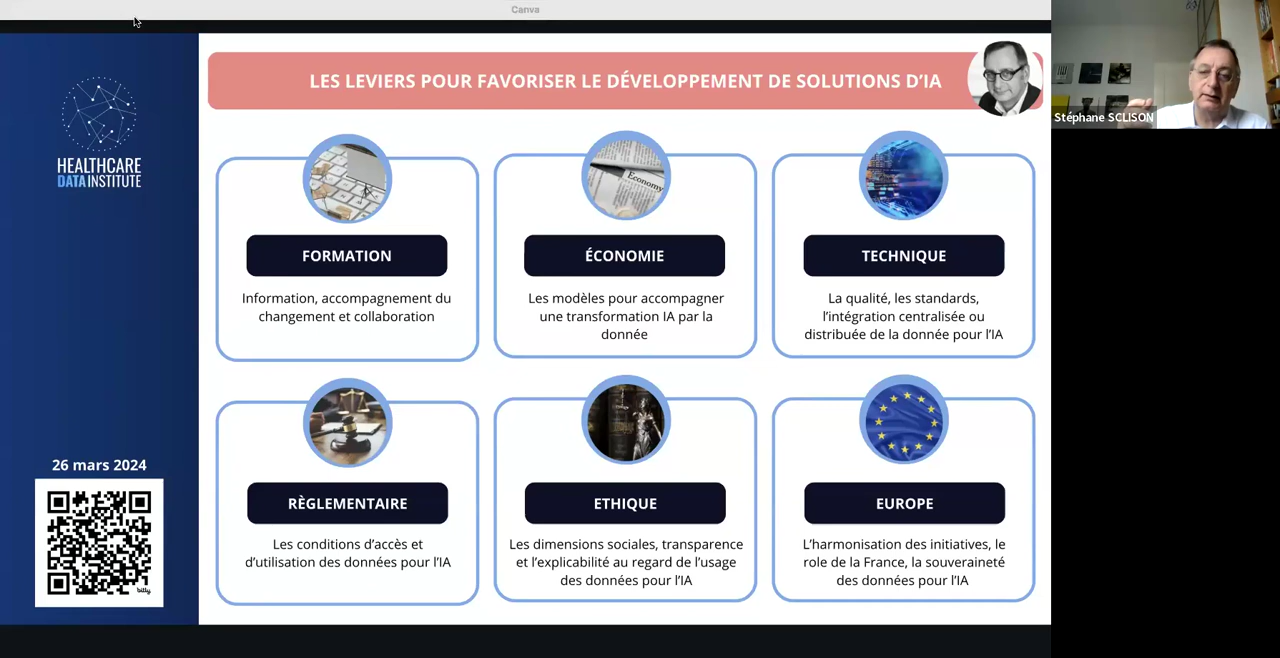 Canva
LES LEVIERS POUR FAVORISER LE DÉVELOPPEMENT DE SOLUTIONS D'IA
Stéphane SCLISON
HEALTHCARE
DATA INSTITUTE
Economy
FORMATION
Information, accompagnement du
changement et collaboration
ÉCONOMIE
Les modèles pour accompagner
une transformation IA par la
donnée
TECHNIQUE
La qualité, les standards,
l'intégration centralisée ou
distribuée de la donnée pour l'IA
RÈGLEMENTAIRE
Les conditions d'accès et
d'utilisation des données pour l'IA
ETHIQUE
Les dimensions sociales, transparence
et l'explicabilité au regard de l'usage
des données pour l'IA
EUROPE
L'harmonisation des initiatives, le
role de la France, la souveraineté
des données pour l'IA
26 mars 2024
bitly